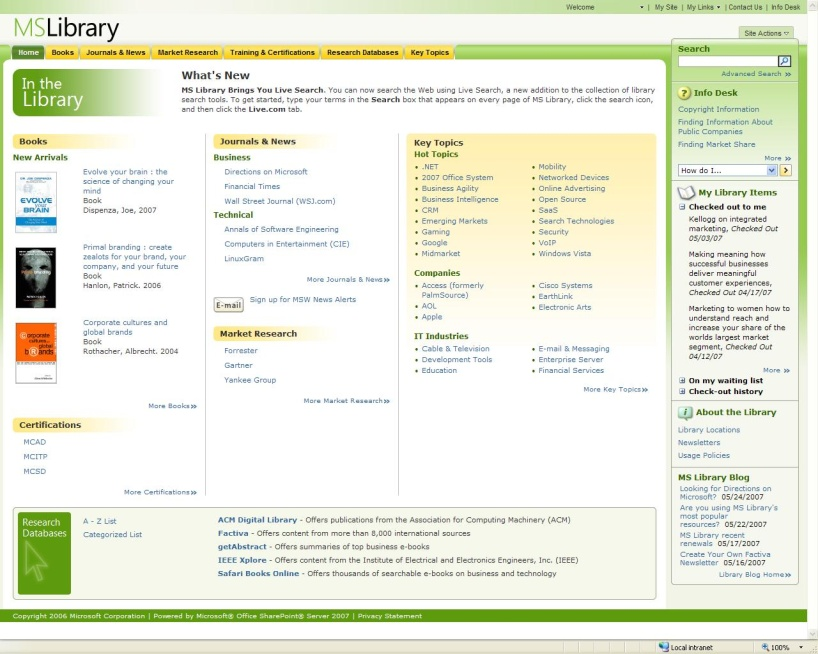 Welcome | My Site | My Links | Contact Us | Info Desk
MSLibrary
Site Actions
Home Books Journals & News Market Research Training & Certifications Research Databases Key Topics
In the
Library
What's New
MS Library Brings You Live Search. You can now search the Web using Live Search, a new addition to the collection of library
search tools. To get started, type your terms in the Search box that appears on every page of MS Library, click the search icon,
and then click the Live.com tab.
Books
New Arrivals
EVOLVE
YOUR
BRAIN
Evolve your brain : the
science of changing your
mind
Book
Dispenza, Joe, 2007
Primal branding : create
zealots for your brand, your
company, and your future
Book
Hanlon, Patrick. 2006
Corporate cultures and
global brands
Book
Rothacher, Albrecht. 2004
More Books
Certifications
MCAD
MCITP
MCSD
More Certifications
Journals & News
Business
Directions on Microsoft
Financial Times
Wall Street Journal (WSJ.com)
Technical
Annals of Software Engineering
Computers in Entertainment (CIE)
LinuxGram
More Journals & News
E-mail Sign up for MSW News Alerts
Market Research
Forrester
Gartner
Yankee Group
More Market Research
Key Topics
Hot Topics
• .NET
• 2007 Office System
• Business Agility
• Business Intelligence
• CRM
• Emerging Markets
• Gaming
• Google
• Midmarket
• Mobility
• Networked Devices
• Online Advertising
• Open Source
• SaaS
• Search Technologies
• Security
• VoIP
• Windows Vista
Companies
• Access (formerly
PalmSource)
• AOL
• Apple
• Cisco Systems
• EarthLink
• Electronic Arts
IT Industries
• Cable & Television
• Development Tools
• Education
• E-mail & Messaging
• Enterprise Server
• Financial Services
More Key Topics
Search
Advanced Search
Info Desk
Copyright Information
Finding Information About
Public Companies
Finding Market Share
More
How do I...
My Library Items
Checked out to me
Kellogg on integrated
marketing, Checked Out
05/03/07
Making meaning how
successful businesses
deliver meaningful
customer experiences,
Checked Out 04/17/07
Marketing to women how to
understand reach and
increase your share of the
worlds largest market
segment, Checked Out
04/12/07
More
On my waiting list
Check-out history
About the Library
Library Locations
Newsletters
Usage Policies
MS Library Blog
Looking for Directions on
Microsoft? 05/24/2007
Are you using MS Library's
most popular
resources? 05/22/2007
MS Library recent
renewals 05/17/2007
Create Your Own Factiva
Newsletter 05/16/2007
Library Blog Home
Research
Databases
A - Z List
Categorized List
ACM Digital Library - Offers publications from the Association for Computing Machinery (ACM)
Factiva - Offers content from more than 8,000 international sources
getAbstract - Offers summaries of top business e-books
IEEE Xplore - Offers content from the Institute of Electrical and Electronics Engineers, Inc. (IEEE)
Safari Books Online - Offers thousands of searchable e-books on business and technology
Copyright 2006 Microsoft Corporation | Powered by Microsoft® Office SharePoint® Server 2007 | Privacy Statement
Local intranet 100%